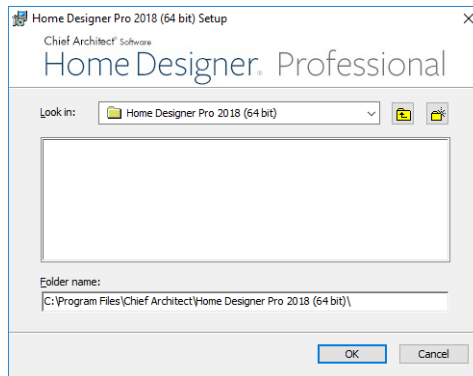 Home Designer Pro 2018 (64 bit) Setup
Chief Architect® Software
Home Designer® Professional
Look in:
Home Designer Pro 2018 (64 bit)
Folder name:
C:\Program Files\Chief Architect\Home Designer Pro 2018 (64 bit)\
OK Cancel